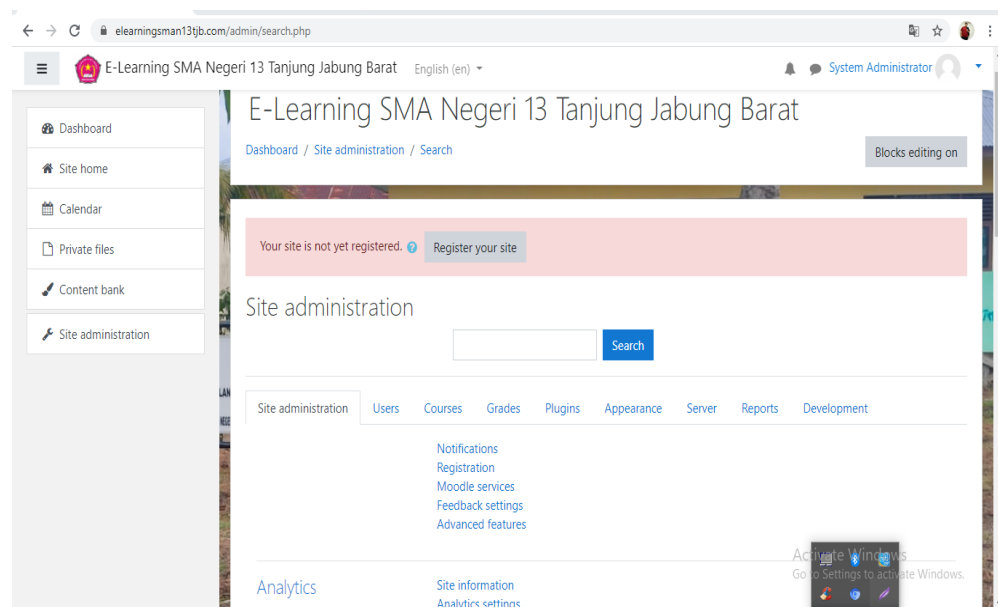 elearningsman13tjb.com/admin/search.php
E-Learning SMA Negeri 13 Tanjung Jabung Barat English (en) System Administrator
Dashboard
Site home
Calendar
Private files
Content bank
Site administration
E-Learning SMA Negeri 13 Tanjung Jabung Barat
Dashboard / Site administration / Search
Blocks editing on
Your site is not yet registered. Register your site
Site administration
Search
Site administration Users Courses Grades Plugins Appearance Server Reports Development
Notifications
Registration
Moodle services
Feedback settings
Advanced features
Analytics
Site information
Analytics settings
Activate Windows
Go to Settings to activate Windows.